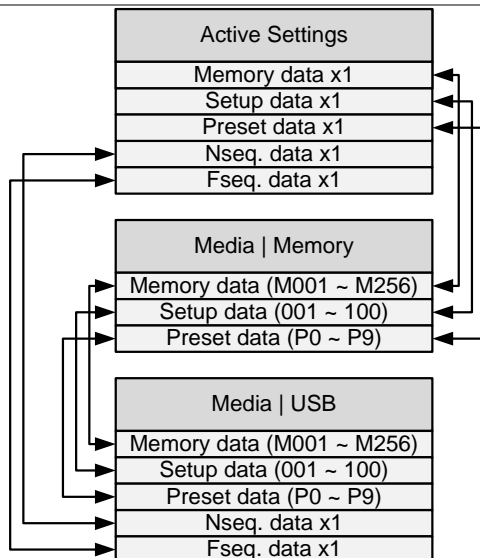 Active Settings
Memory data x1
Setup data x1
Preset data x1
Nseq. data x1
Fseq. data x1
Media | Memory
Memory data (M001 ~ M256)
Setup data (001 ~ 100)
Preset data (P0 ~ P9)
Media | USB
Memory data (M001 ~ M256)
Setup data (001 ~ 100)
Preset data (P0 ~ P9)
Nseq. data x1
Fseq. data x1